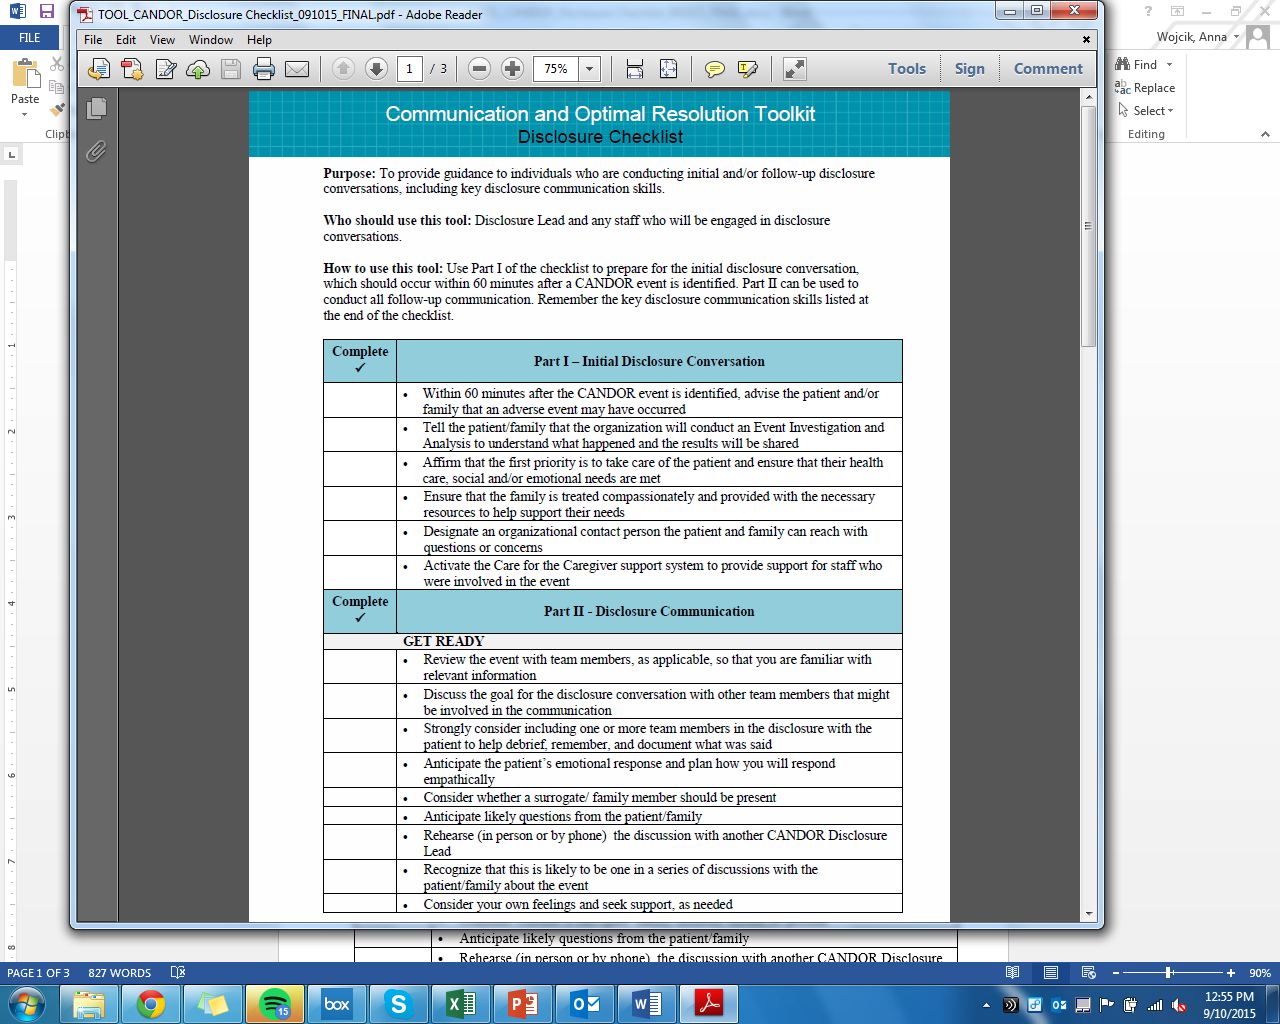 TOOL_CANDOR_Disclosure Checklist_091015_FINAL.pdf - Adobe Reader
File Edit View Window Help
1 / 3 75% Tools Sign Comment
FILE
Paste
Wojcik, Anna
Find
Replace
Select
Editing
Communication and Optimal Resolution Toolkit
Disclosure Checklist
Purpose: To provide guidance to individuals who are conducting initial and/or follow-up disclosure
conversations, including key disclosure communication skills.
Who should use this tool: Disclosure Lead and any staff who will be engaged in disclosure
conversations.
How to use this tool: Use Part I of the checklist to prepare for the initial disclosure conversation,
which should occur within 60 minutes after a CANDOR event is identified. Part II can be used to
conduct all follow-up communication. Remember the key disclosure communication skills listed at
the end of the checklist.
Complete ✓
Part I – Initial Disclosure Conversation
• Within 60 minutes after the CANDOR event is identified, advise the patient and/or
family that an adverse event may have occurred
• Tell the patient/family that the organization will conduct an Event Investigation and
Analysis to understand what happened and the results will be shared
• Affirm that the first priority is to take care of the patient and ensure that their health
care, social and/or emotional needs are met
• Ensure that the family is treated compassionately and provided with the necessary
resources to help support their needs
• Designate an organizational contact person the patient and family can reach with
questions or concerns
• Activate the Care for the Caregiver support system to provide support for staff who
were involved in the event
Complete ✓
Part II - Disclosure Communication
GET READY
• Review the event with team members, as applicable, so that you are familiar with
relevant information
• Discuss the goal for the disclosure conversation with other team members that might
be involved in the communication
• Strongly consider including one or more team members in the disclosure with the
patient to help debrief, remember, and document what was said
• Anticipate the patient's emotional response and plan how you will respond
empathically
• Consider whether a surrogate/ family member should be present
• Anticipate likely questions from the patient/family
• Rehearse (in person or by phone) the discussion with another CANDOR Disclosure
Lead
• Recognize that this is likely to be one in a series of discussions with the
patient/family about the event
• Consider your own feelings and seek support, as needed
• Anticipate likely questions from the patient/family
• Rehearse (in person or by phone) the discussion with another CANDOR Disclosure
PAGE 1 OF 3 827 WORDS 90%
15 box
12:55 PM
9/10/2015